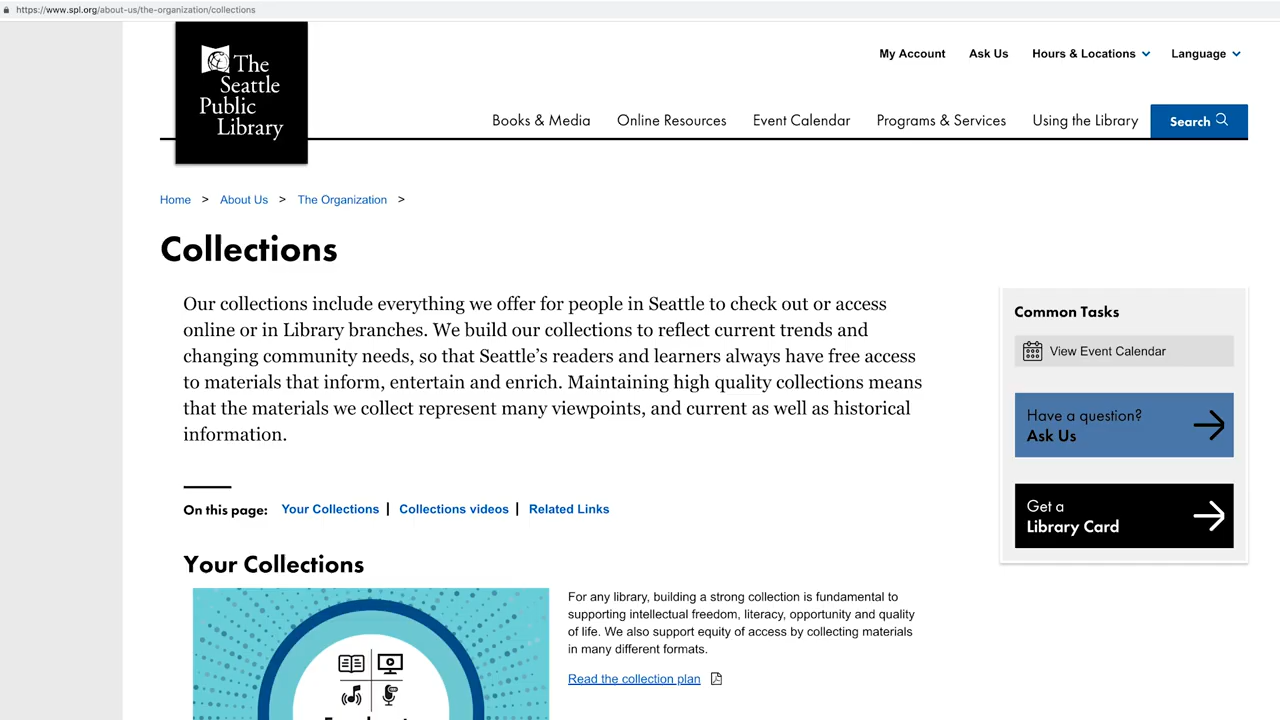 https://www.spl.org/about-us/the-organization/collections
The
Seattle
Public
Library
My Account Ask Us Hours & Locations Language
Books & Media Online Resources Event Calendar Programs & Services Using the Library Search
Home > About Us > The Organization >
Collections
Our collections include everything we offer for people in Seattle to check out or access
online or in Library branches. We build our collections to reflect current trends and
changing community needs, so that Seattle’s readers and learners always have free access
to materials that inform, entertain and enrich. Maintaining high quality collections means
that the materials we collect represent many viewpoints, and current as well as historical
information.
Common Tasks
View Event Calendar
Have a question?
Ask Us
Get a
Library Card
On this page: Your Collections | Collections videos | Related Links
Your Collections
For any library, building a strong collection is fundamental to
supporting intellectual freedom, literacy, opportunity and quality
of life. We also support equity of access by collecting materials
in many different formats.
Read the collection plan